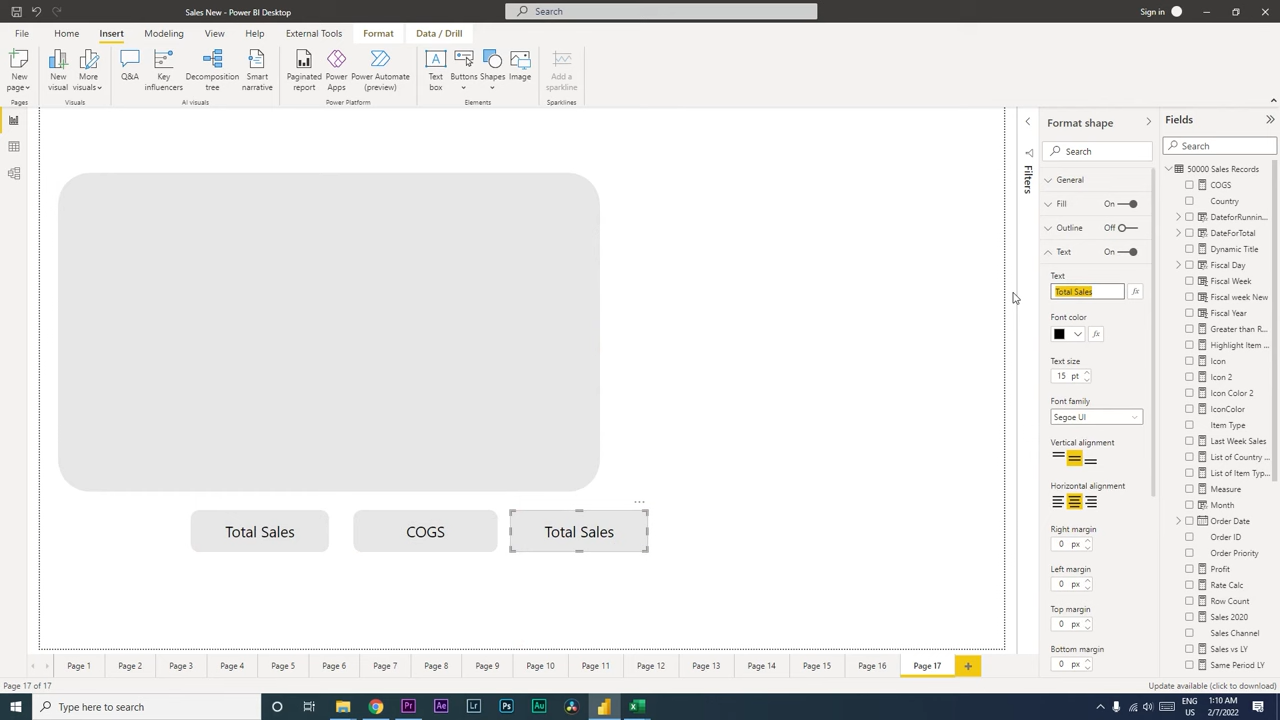 Sales New - Power BI Desktop
Search
Sign in
File
Home
Insert
Modeling
View
Help
External Tools
Format
Data / Drill
New page
New visual
More visuals
Q&A
Key influencers
Decomposition tree
Smart narrative
Paginated report
Power Apps
Power Automate (preview)
Text box
Buttons
Shapes
Image
Add a sparkline
Pages
Visuals
AI visuals
Power Platform
Elements
Sparklines
Total Sales
COGS
Total Sales
Filters
Format shape
Search
General
Fill
On
Outline
Off
Text
On
Text
Total Sales
fx
Font color
fx
Text size
15 pt
Font family
Segoe UI
Vertical alignment
Horizontal alignment
Right margin
0 px
Left margin
0 px
Top margin
0 px
Bottom margin
0 px
Fields
Search
50000 Sales Records
COGS
Country
DateforRunnin...
DateForTotal
Dynamic Title
Fiscal Day
Fiscal Week
Fiscal week New
Fiscal Year
Greater than R...
Highlight Item ...
Icon
Icon 2
Icon Color 2
IconColor
Item Type
Last Week Sales
List of Country ...
List of Item Typ...
Measure
Month
Order Date
Order ID
Order Priority
Profit
Rate Calc
Row Count
Sales 2020
Sales Channel
Sales vs LY
Same Period LY
Page 1
Page 2
Page 3
Page 4
Page 5
Page 6
Page 7
Page 8
Page 9
Page 10
Page 11
Page 12
Page 13
Page 14
Page 15
Page 16
Page 17
Page 17 of 17
Update available (click to download)
Type here to search
Pr
Ae
Lr
Ps
Au
ENG
US
1:10 AM
2/7/2022